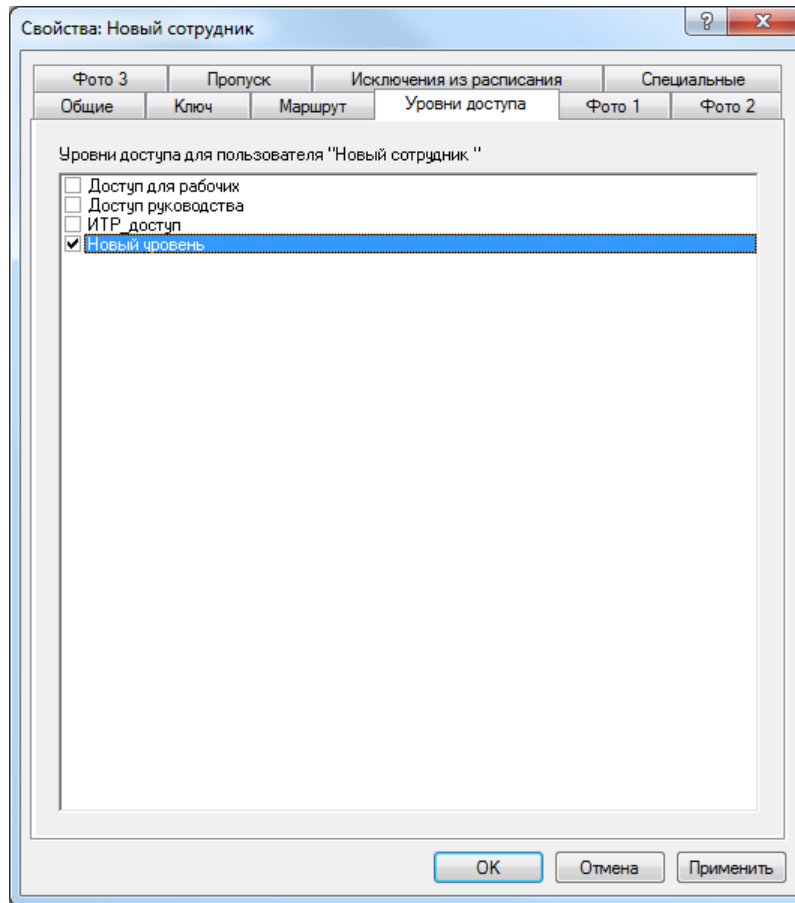 Свойства: Новый сотрудник
Фото 3 Пропуск Исключения из расписания Специальные
Общие Ключ Маршрут Уровни доступа Фото 1 Фото 2
Уровни доступа для пользователя "Новый сотрудник "
Доступ для рабочих
Доступ руководства
ИТР_доступ
Новый уровень
OK Отмена Применить